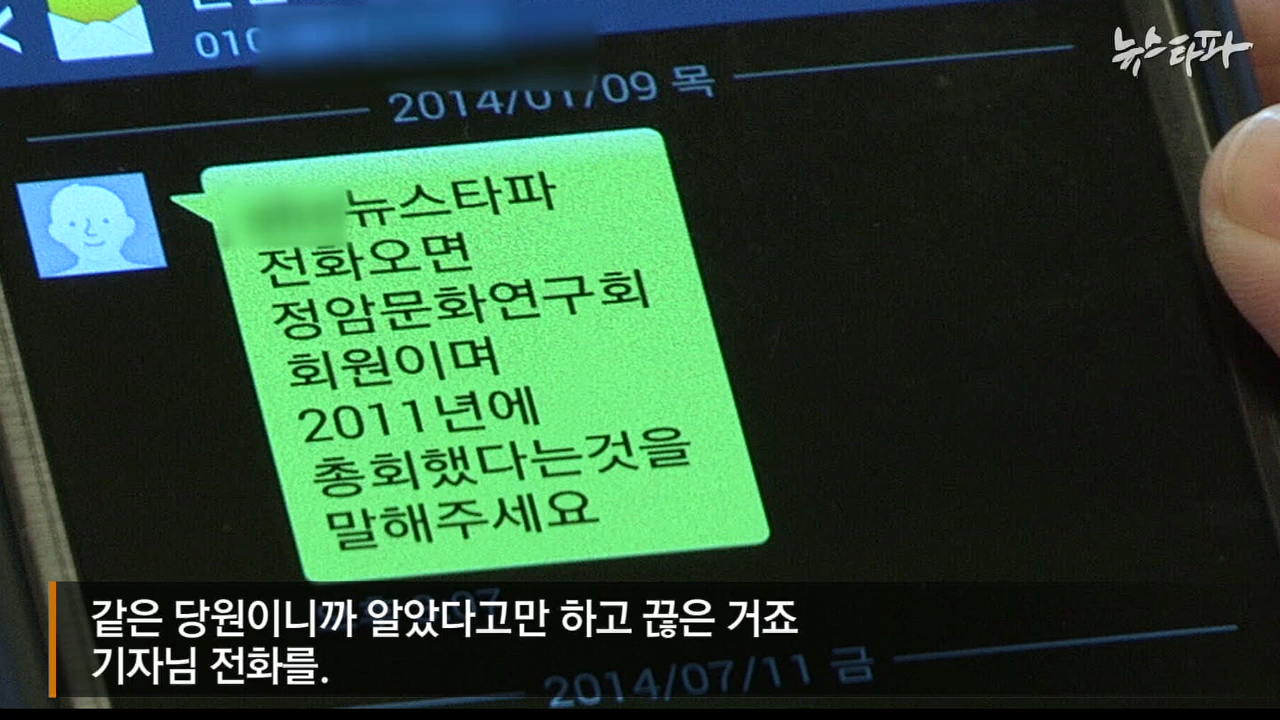 뉴스타파
010
2014/01/09 목
뉴스타파
전화오면
정암문화연구회
회원이며
2011년에
총회했다는것을
말해주세요
같은 당원이니까 알았다고만 하고 끊은 거죠
기자님 전화를.
2014/07/11 금